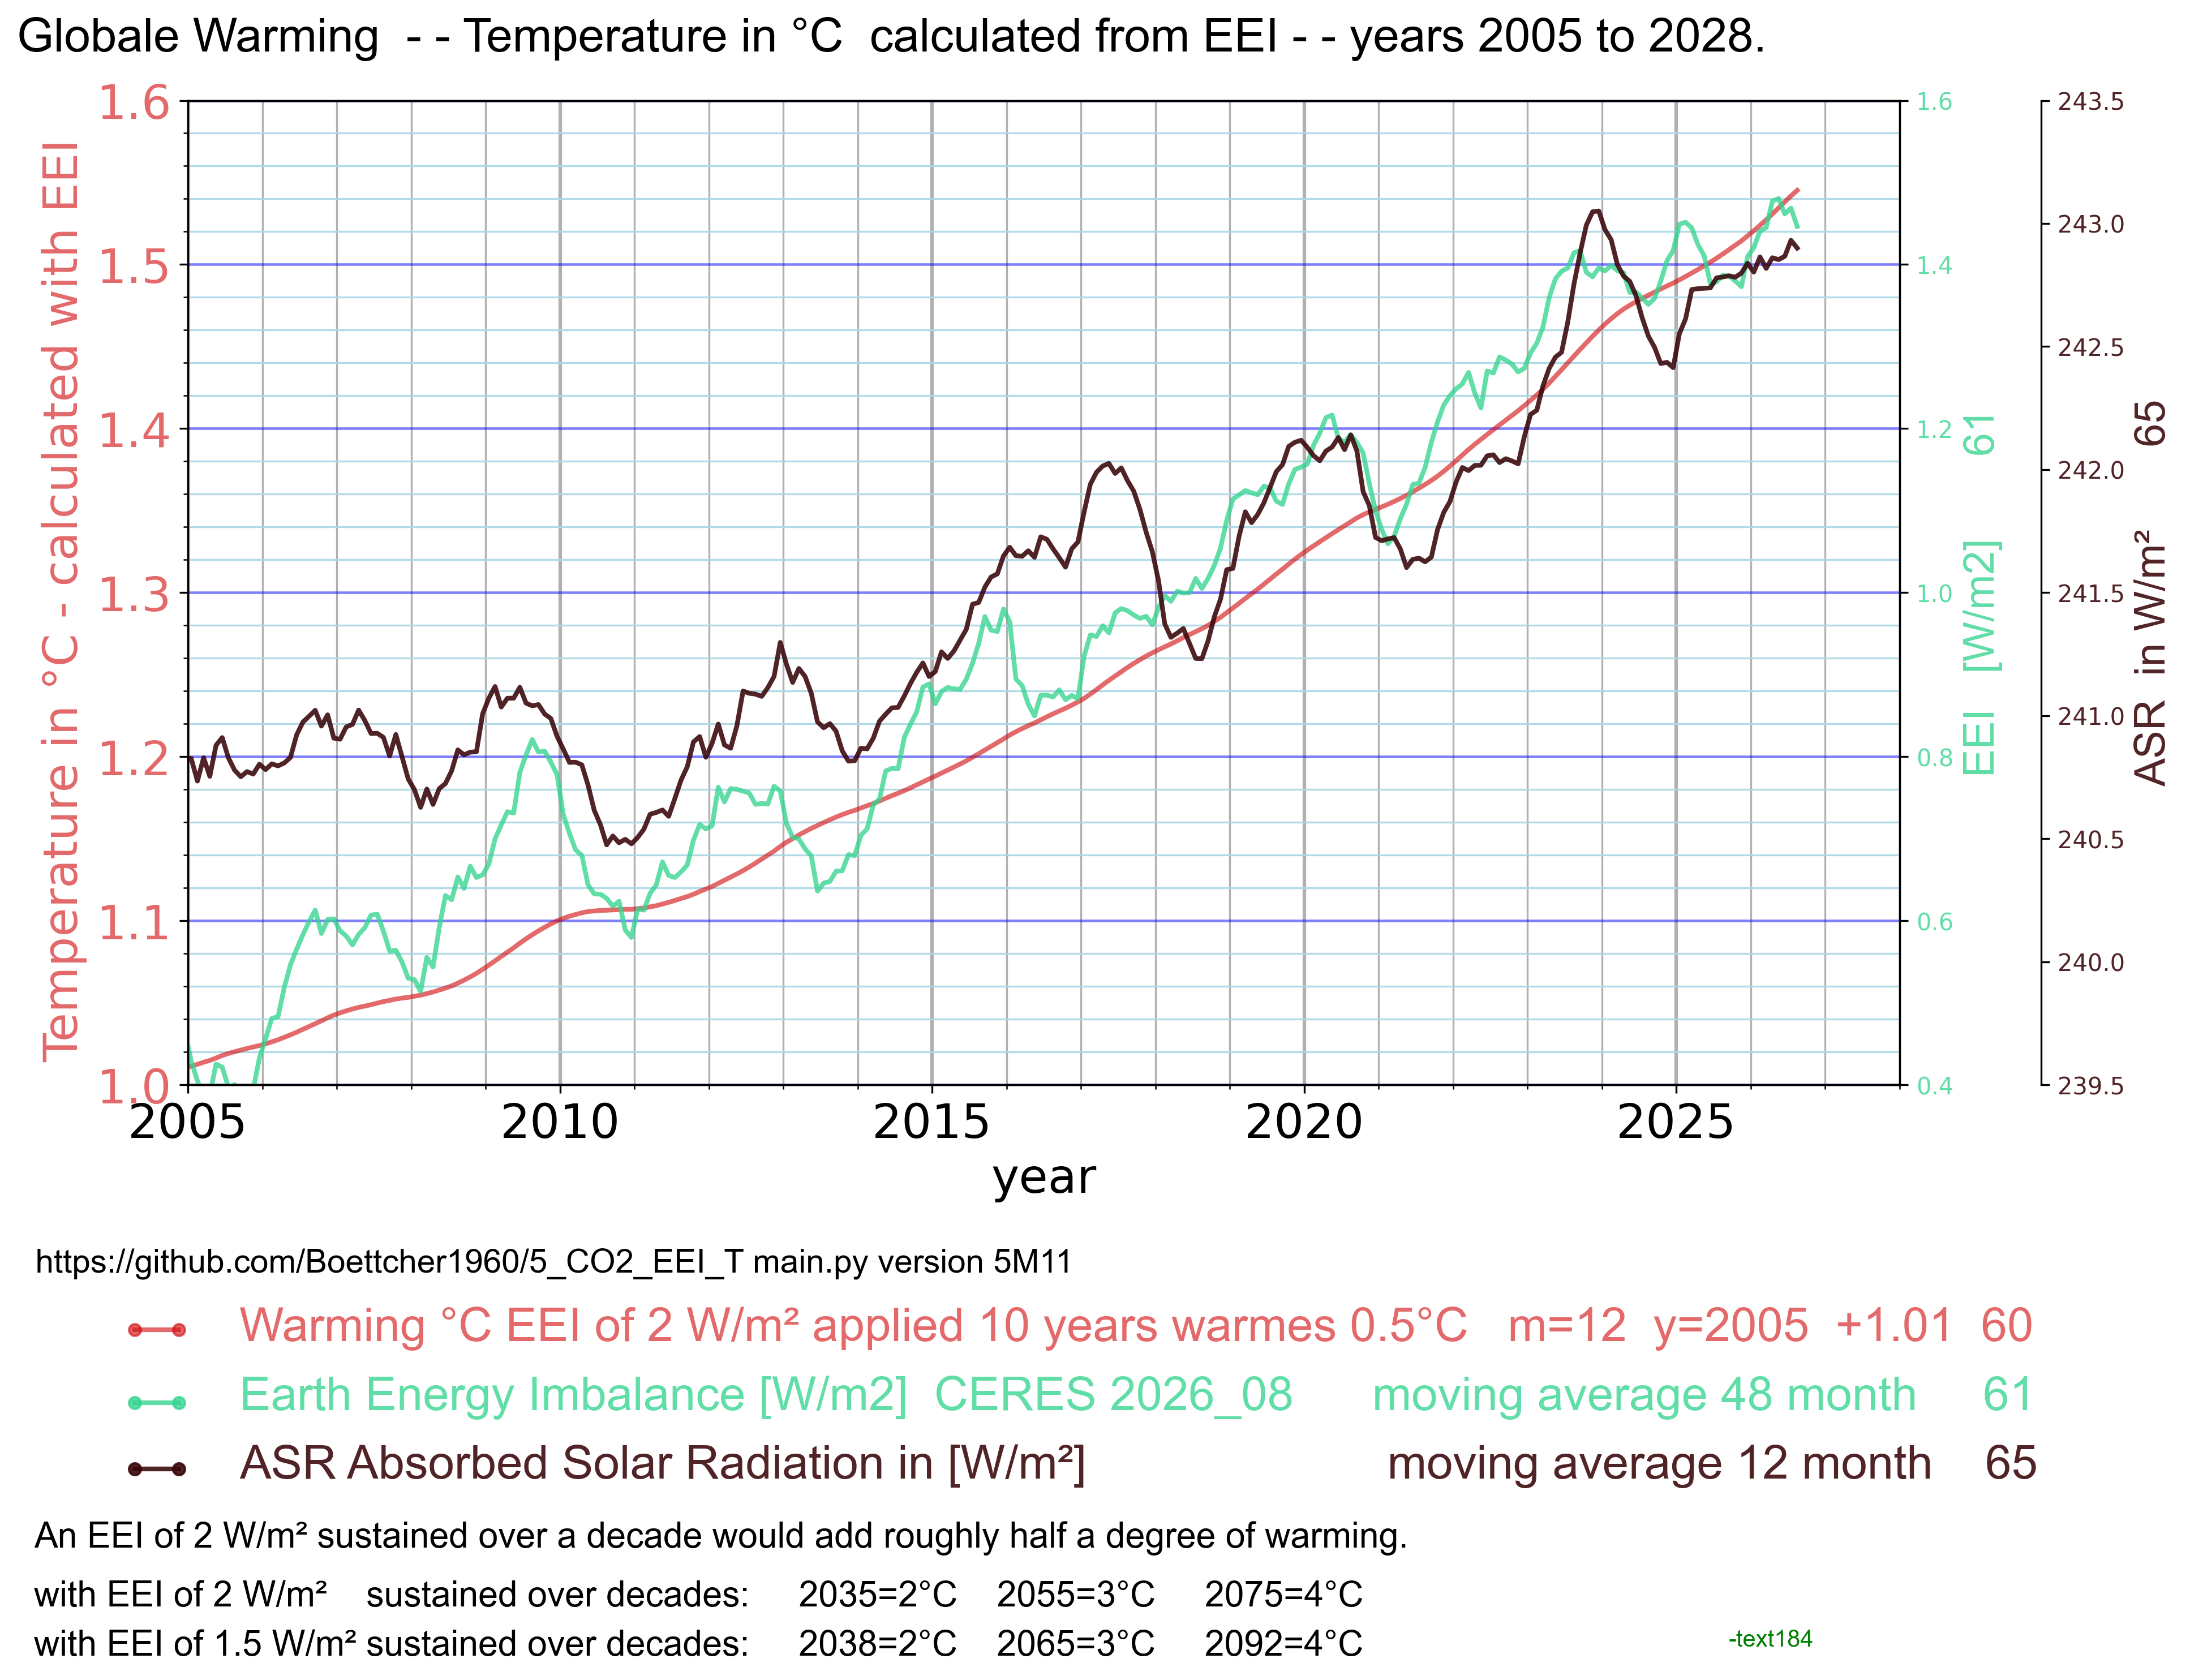 Globale Warming - - Temperature in °C calculated from EEI - - years 2005 to 2028.
Temperature in °C - calculated with EEI
1.6
1.5
1.4
1.3
1.2
1.1
1.0
1.6
1.4
1.2
1.0
0.8
0.6
0.4
EEI [W/m2] 61
243.5
243.0
242.5
242.0
241.5
241.0
240.5
240.0
239.5
ASR in W/m² 65
2005 2010 2015 2020 2025
year
https://github.com/Boettcher1960/5_CO2_EEI_T main.py version 5M11
Warming °C EEI of 2 W/m² applied 10 years warmes 0.5°C m=12 y=2005 +1.01 60
Earth Energy Imbalance [W/m2] CERES 2026_08 moving average 48 month 61
ASR Absorbed Solar Radiation in [W/m²] moving average 12 month 65
An EEI of 2 W/m² sustained over a decade would add roughly half a degree of warming.
with EEI of 2 W/m² sustained over decades: 2035=2°C 2055=3°C 2075=4°C
with EEI of 1.5 W/m² sustained over decades: 2038=2°C 2065=3°C 2092=4°C
-text184